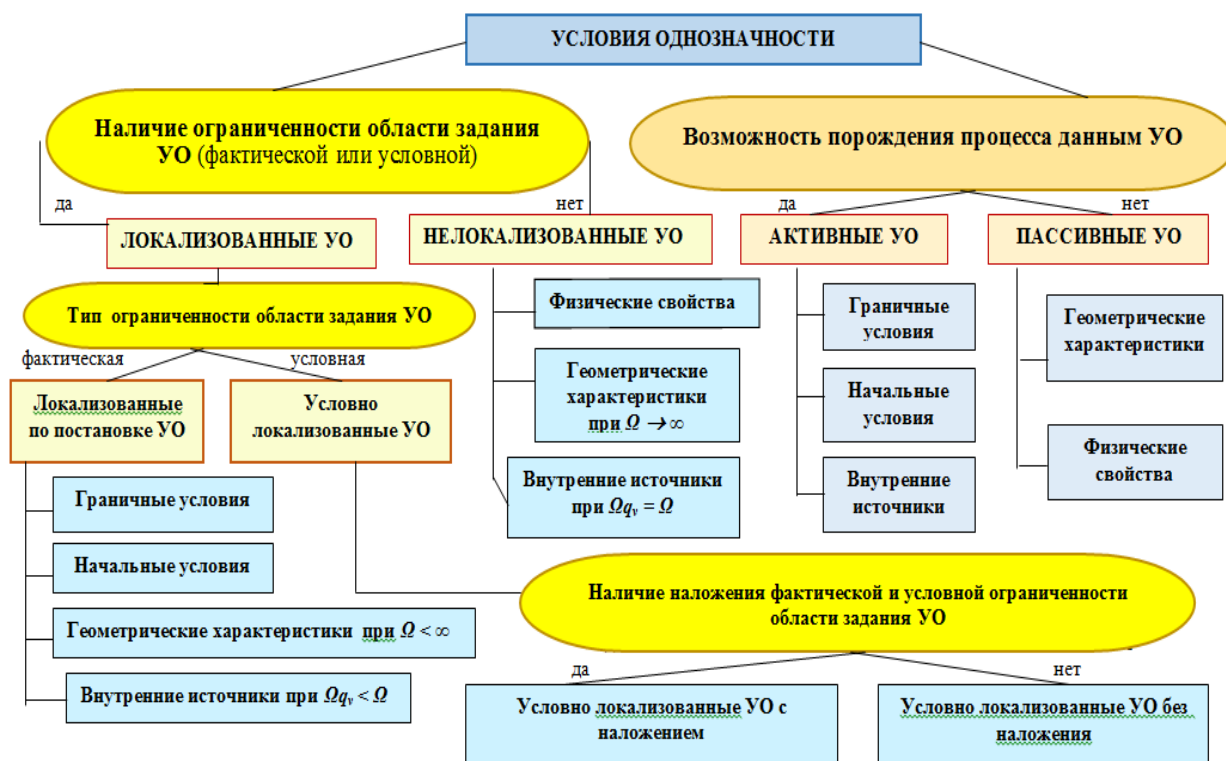 УСЛОВИЯ ОДНОЗНАЧНОСТИ
Наличие ограниченности области задания
УО (фактической или условной)
Возможность порождения процесса данным УО
да
нет
да
нет
ЛОКАЛИЗОВАННЫЕ УО
НЕЛОКАЛИЗОВАННЫЕ УО
АКТИВНЫЕ УО
ПАССИВНЫЕ УО
Тип ограниченности области задания УО
фактическая
условная
Локализованные
по постановке УО
Условно
локализованные УО
Граничные условия
Начальные условия
Геометрические характеристики при Ω < ∞
Внутренние источники при Ωqᵥ < Ω
Физические свойства
Геометрические
характеристики
при Ω → ∞
Внутренние источники
при Ωqᵥ = Ω
Граничные
условия
Начальные
условия
Внутренние
источники
Геометрические
характеристики
Физические
свойства
Наличие наложения фактической и условной ограниченности
области задания УО
да
нет
Условно локализованные УО с
наложением
Условно локализованные УО без
наложения